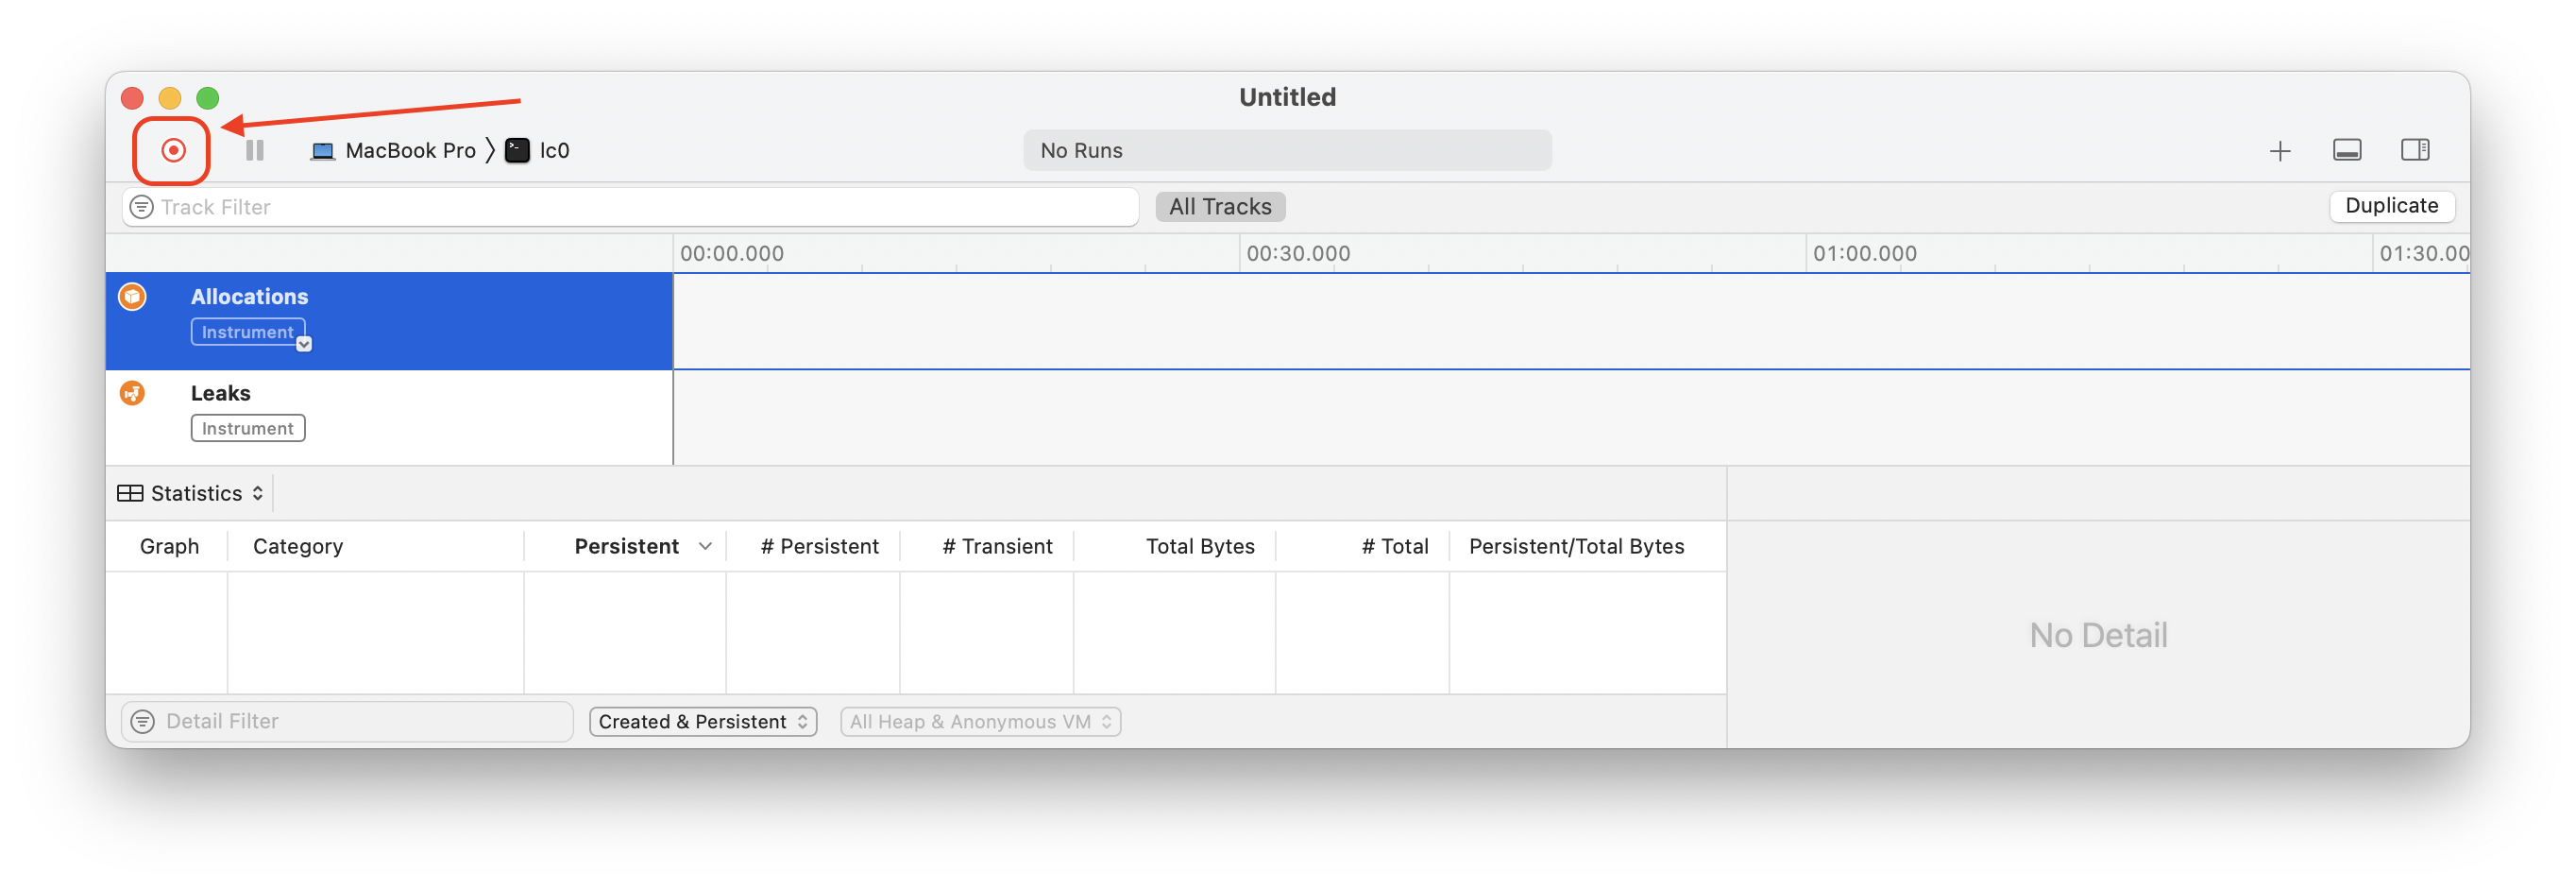 Untitled
MacBook Pro 〉 lc0
No Runs
Track Filter
All Tracks
Duplicate
00:00.000 00:30.000 01:00.000 01:30.00
Allocations
Instrument
Leaks
Instrument
Statistics
Graph Category Persistent # Persistent # Transient Total Bytes # Total Persistent/Total Bytes
No Detail
Detail Filter
Created & Persistent
All Heap & Anonymous VM